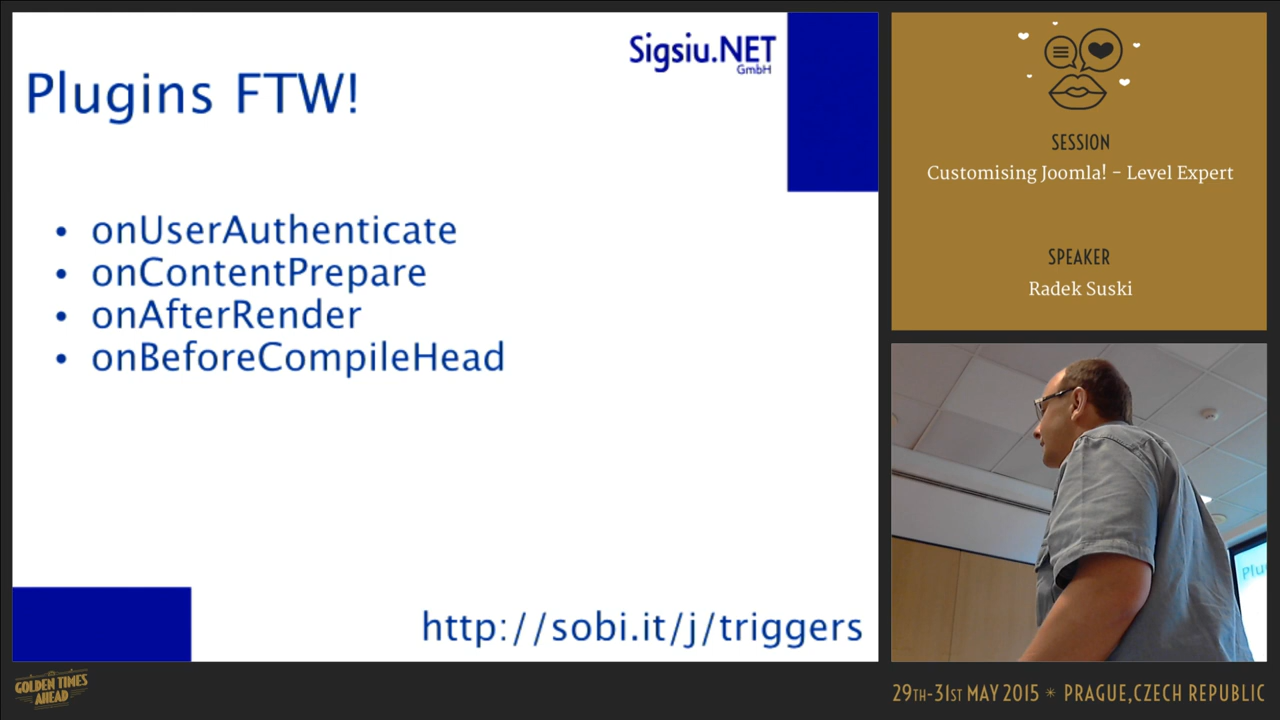 Plugins FTW!
Sigsiu.NET
GmbH
• onUserAuthenticate
• onContentPrepare
• onAfterRender
• onBeforeCompileHead
http://sobi.it/j/triggers
SESSION
Customising Joomla! - Level Expert
SPEAKER
Radek Suski
Plu
GOLDEN TIMES
AHEAD
29TH-31ST MAY 2015 * PRAGUE, CZECH REPUBLIC